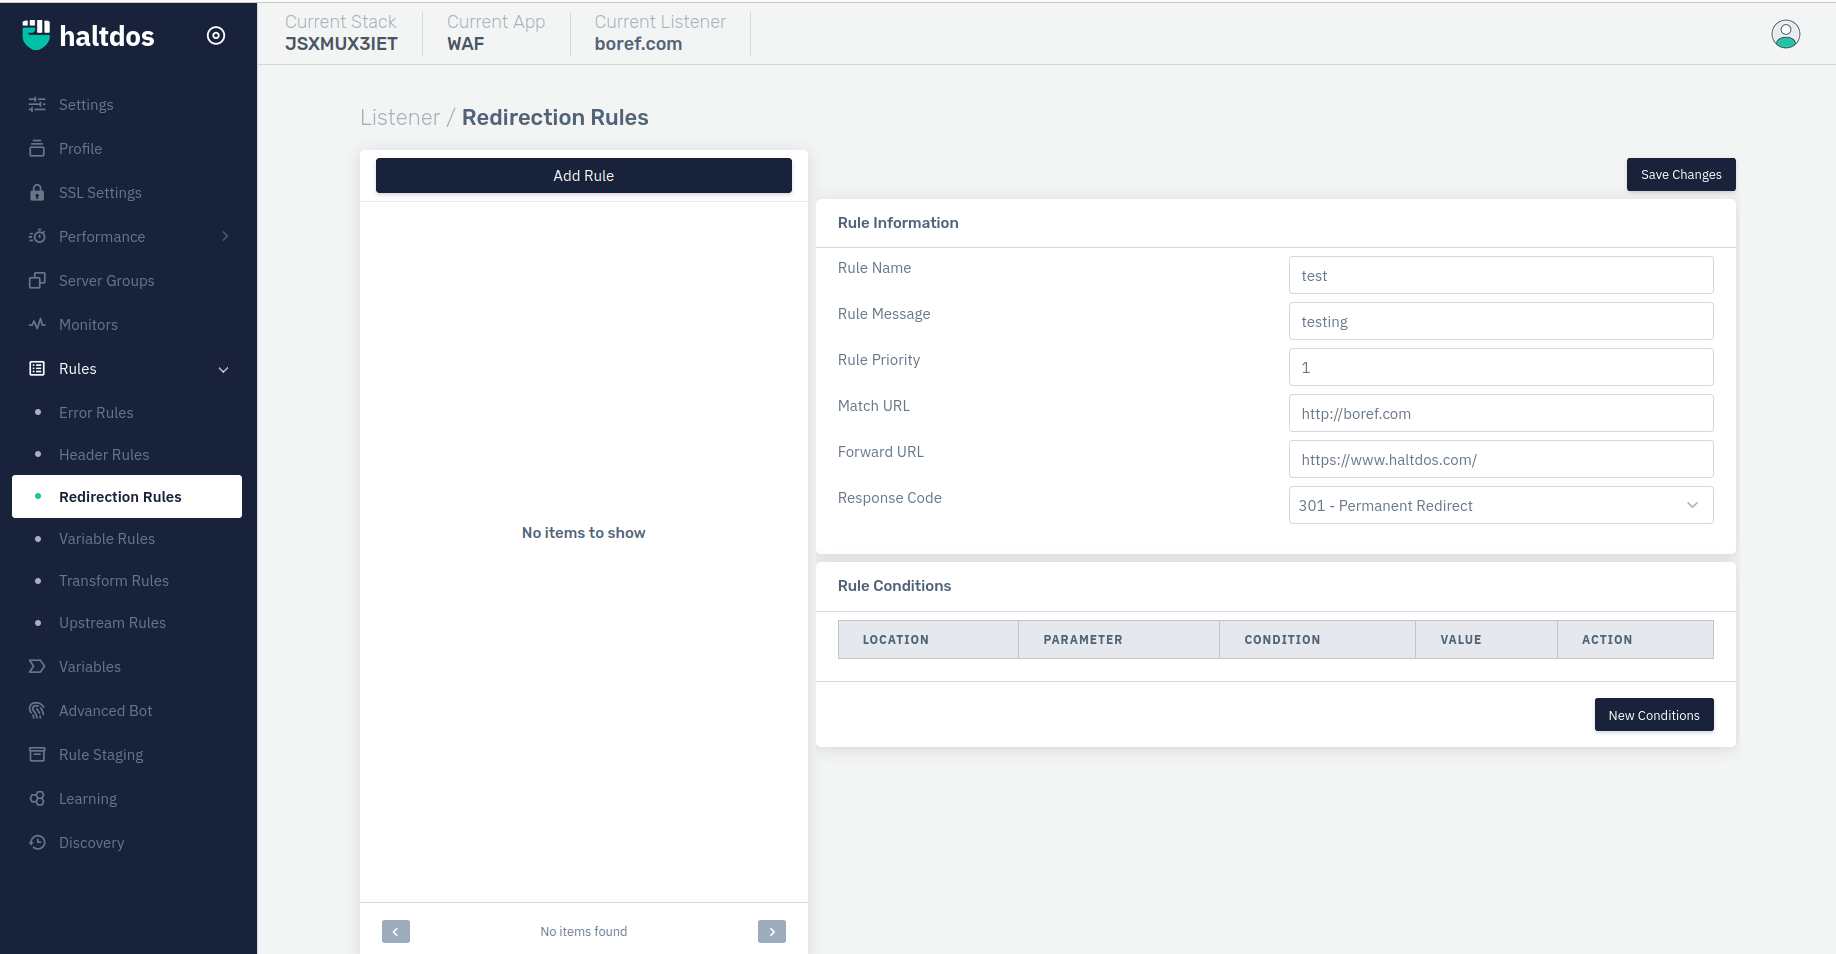 haltdos
Current Stack
JSXMUX3IET
Current App
WAF
Current Listener
boref.com
Settings
Profile
SSL Settings
Performance
Server Groups
Monitors
Rules
Error Rules
Header Rules
Redirection Rules
Variable Rules
Transform Rules
Upstream Rules
Variables
Advanced Bot
Rule Staging
Learning
Discovery
Listener / Redirection Rules
Add Rule
No items to show
No items found
Save Changes
Rule Information
Rule Name
test
Rule Message
testing
Rule Priority
1
Match URL
http://boref.com
Forward URL
https://www.haltdos.com/
Response Code
301 - Permanent Redirect
Rule Conditions
LOCATION PARAMETER CONDITION VALUE ACTION
New Conditions